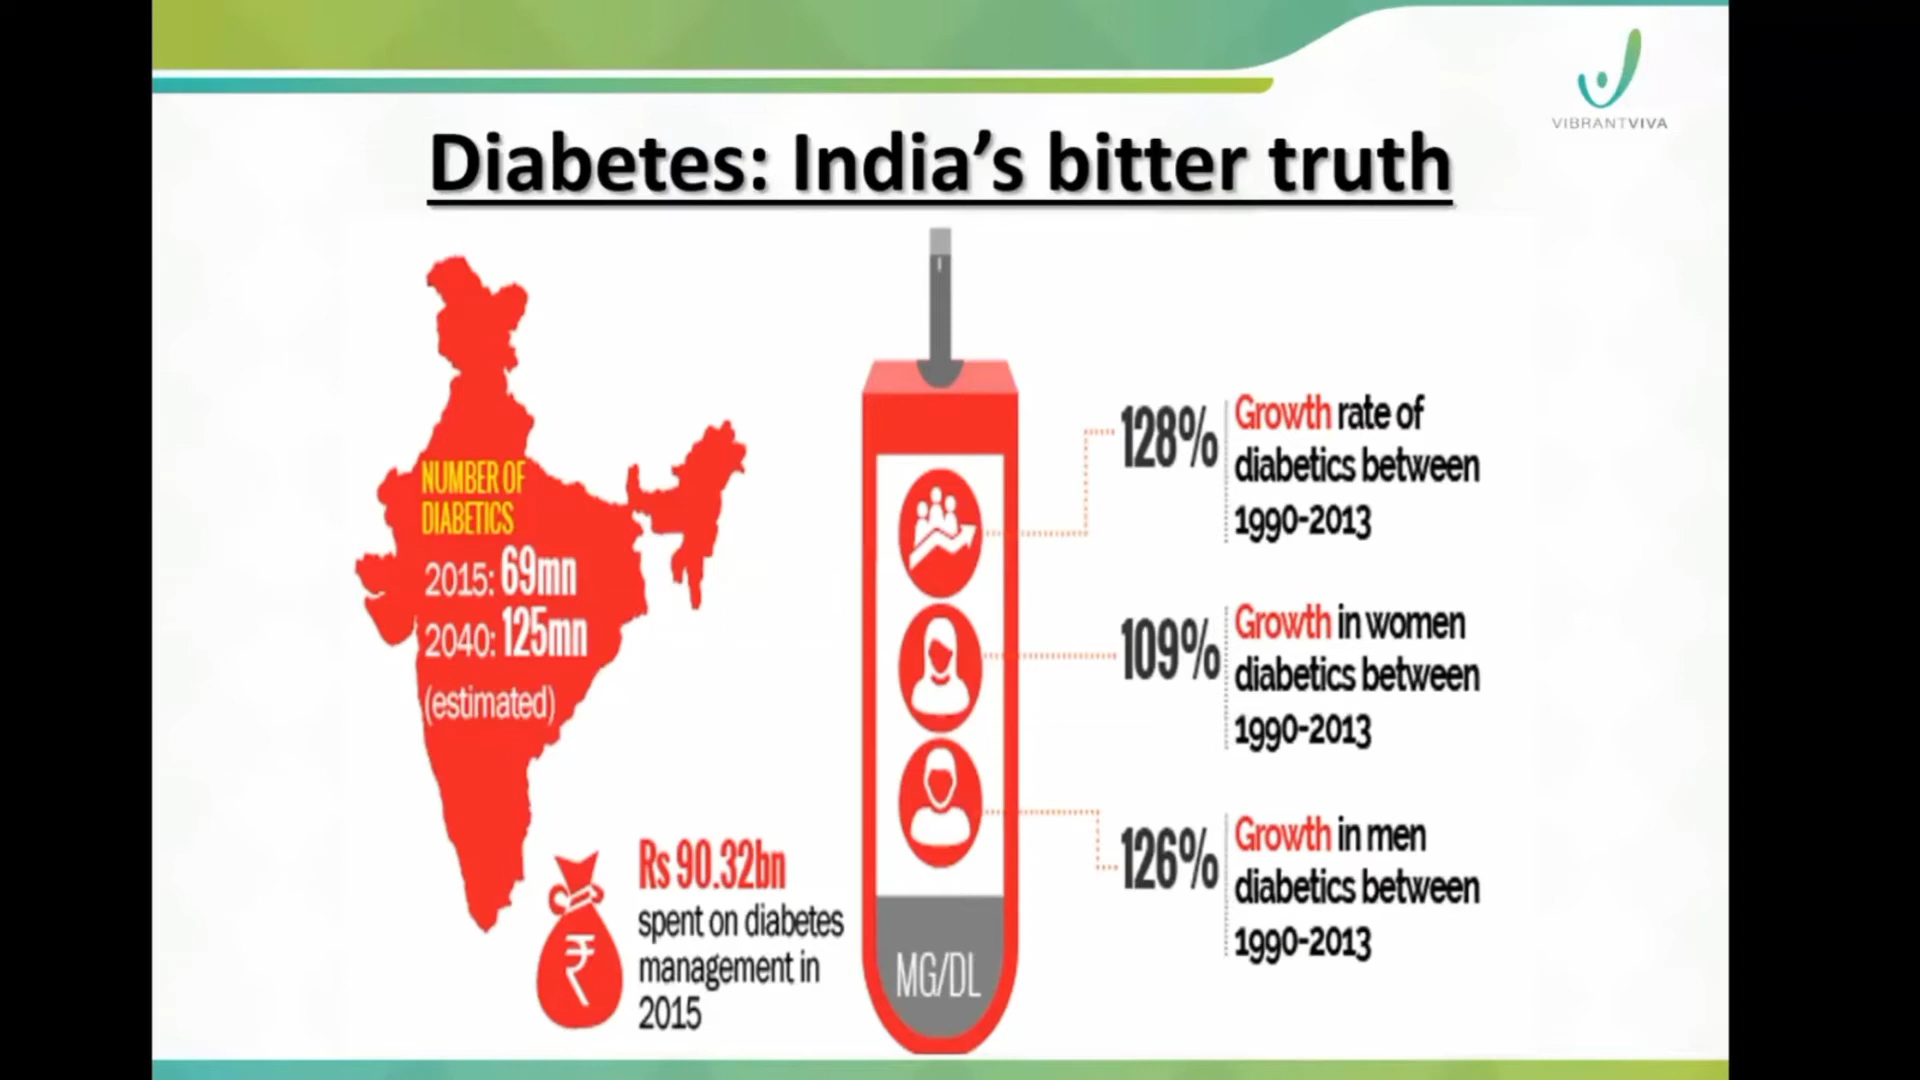 VIBRANTVIVA
Diabetes: India’s bitter truth
NUMBER OF
DIABETICS
2015: 69mn
2040: 125mn
(estimated)
Rs 90.32bn
spent on diabetes
management in
2015
₹
MG/DL
128%
Growth rate of
diabetics between
1990-2013
109%
Growth in women
diabetics between
1990-2013
126%
Growth in men
diabetics between
1990-2013